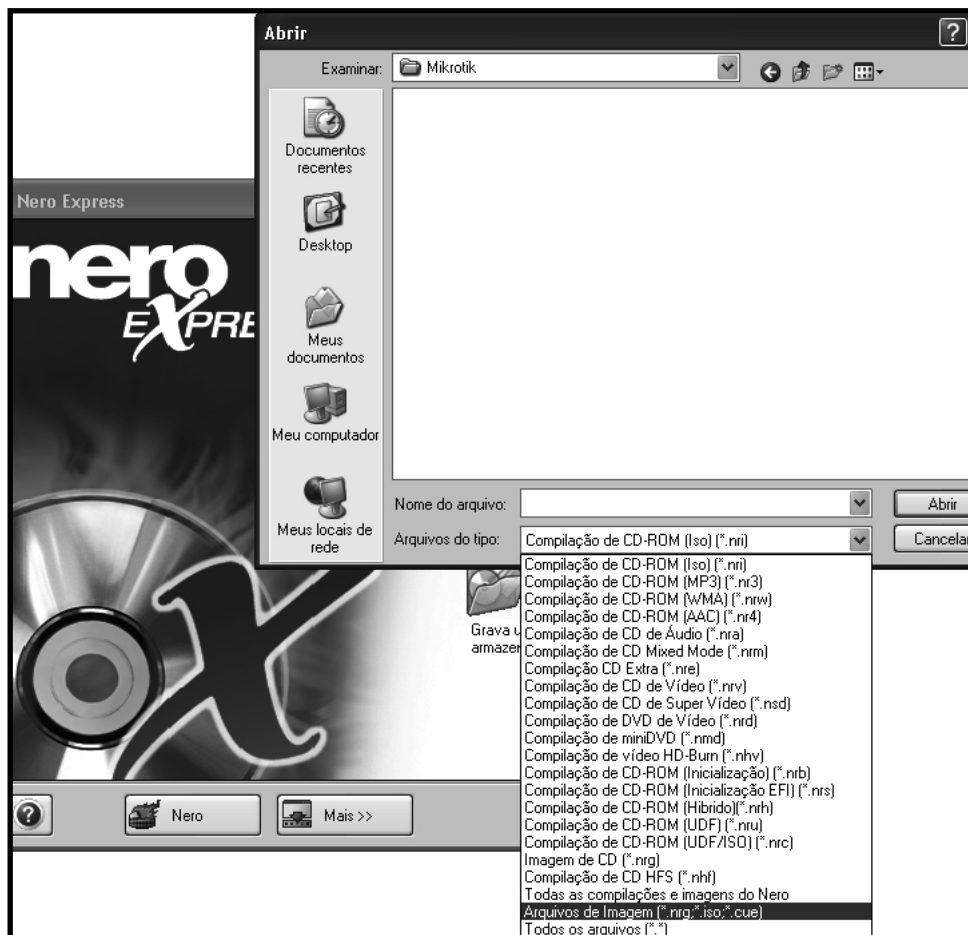 Abrir
?
Examinar:
Mikrotik
Documentos
recentes
Desktop
Meus
documentos
Meu computador
Meus locais de
rede
Nome do arquivo:
Abrir
Arquivos do tipo:
Compilação de CD-ROM (Iso) (*.nri)
Cancelar
Compilação de CD-ROM (Iso) (*.nri)
Compilação de CD-ROM (MP3) (*.nr3)
Compilação de CD-ROM (WMA) (*.nrw)
Compilação de CD-ROM (AAC) (*.nr4)
Compilação de CD de Áudio (*.nra)
Compilação de CD Mixed Mode (*.nrm)
Compilação CD Extra (*.nre)
Compilação de CD de Vídeo (*.nrv)
Compilação de CD de Super Vídeo (*.nsd)
Compilação de DVD de Vídeo (*.nrd)
Compilação de miniDVD (*.nmd)
Compilação de vídeo HD-Burn (*.nhv)
Compilação de CD-ROM (Inicialização) (*.nrb)
Compilação de CD-ROM (Inicialização EFI) (*.nrs)
Compilação de CD-ROM (Hibrido)(*.nrh)
Compilação de CD-ROM (UDF) (*.nru)
Compilação de CD-ROM (UDF/ISO) (*.nrc)
Imagem de CD (*.nrg)
Compilação de CD HFS (*.nhf)
Todas as compilações e imagens do Nero
Arquivos de Imagem (*.nrg;*.iso;*.cue)
Todos os arquivos (*.*)
Nero Express
nero
EXPRE
Grava u
armazer
?
Nero
Mais >>